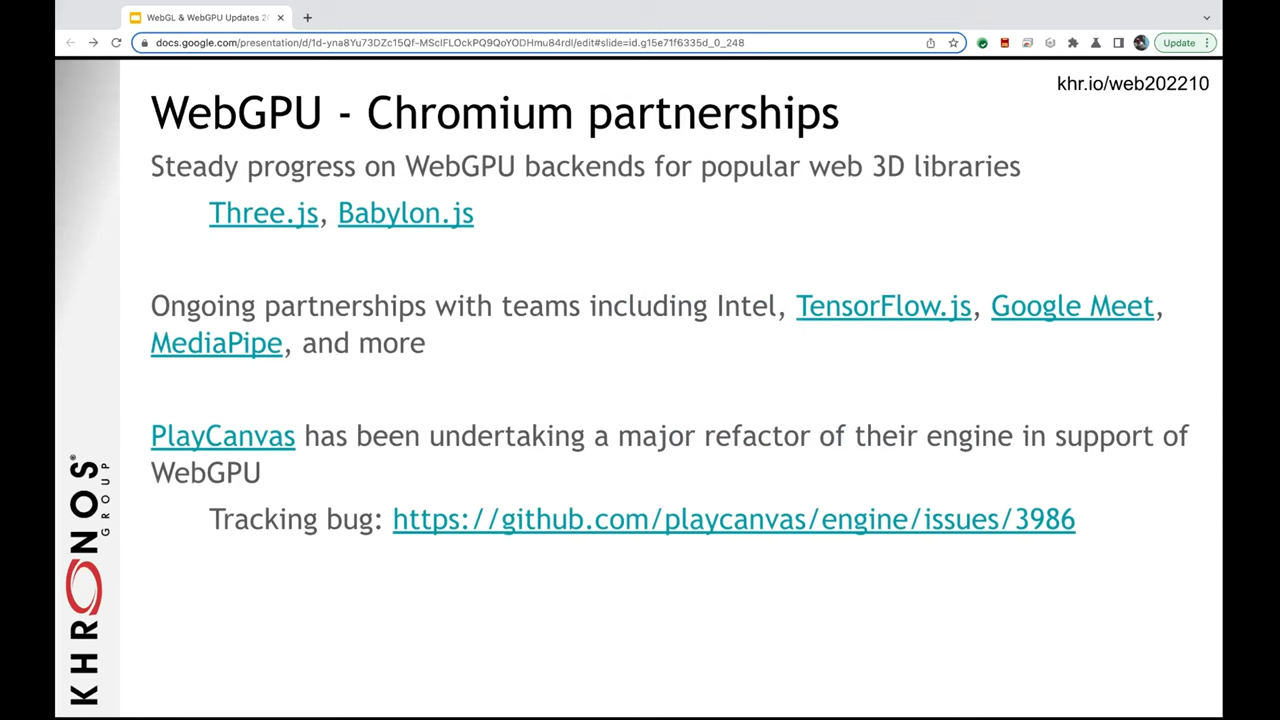 WebGL & WebGPU Updates 2
docs.google.com/presentation/d/1d-yna8Yu73DZc15Qf-MScIFLOckPQ9QoYODHmu84rdI/edit#slide=id.g15e71f6335d_0_248
Update
khr.io/web202210
WebGPU - Chromium partnerships
Steady progress on WebGPU backends for popular web 3D libraries
Three.js, Babylon.js
Ongoing partnerships with teams including Intel, TensorFlow.js, Google Meet,
MediaPipe, and more
PlayCanvas has been undertaking a major refactor of their engine in support of
WebGPU
Tracking bug: https://github.com/playcanvas/engine/issues/3986
KHRONOS®
GROUP